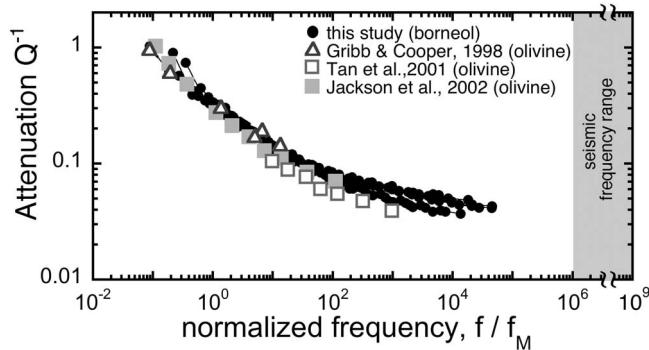 Attenuation Q⁻¹
1
0.1
0.01
this study (borneol)
Gribb & Cooper, 1998 (olivine)
Tan et al.,2001 (olivine)
Jackson et al., 2002 (olivine)
seismic
frequency range
10⁻² 10⁰ 10² 10⁴ 10⁶ 10⁹
normalized frequency, f / f_M